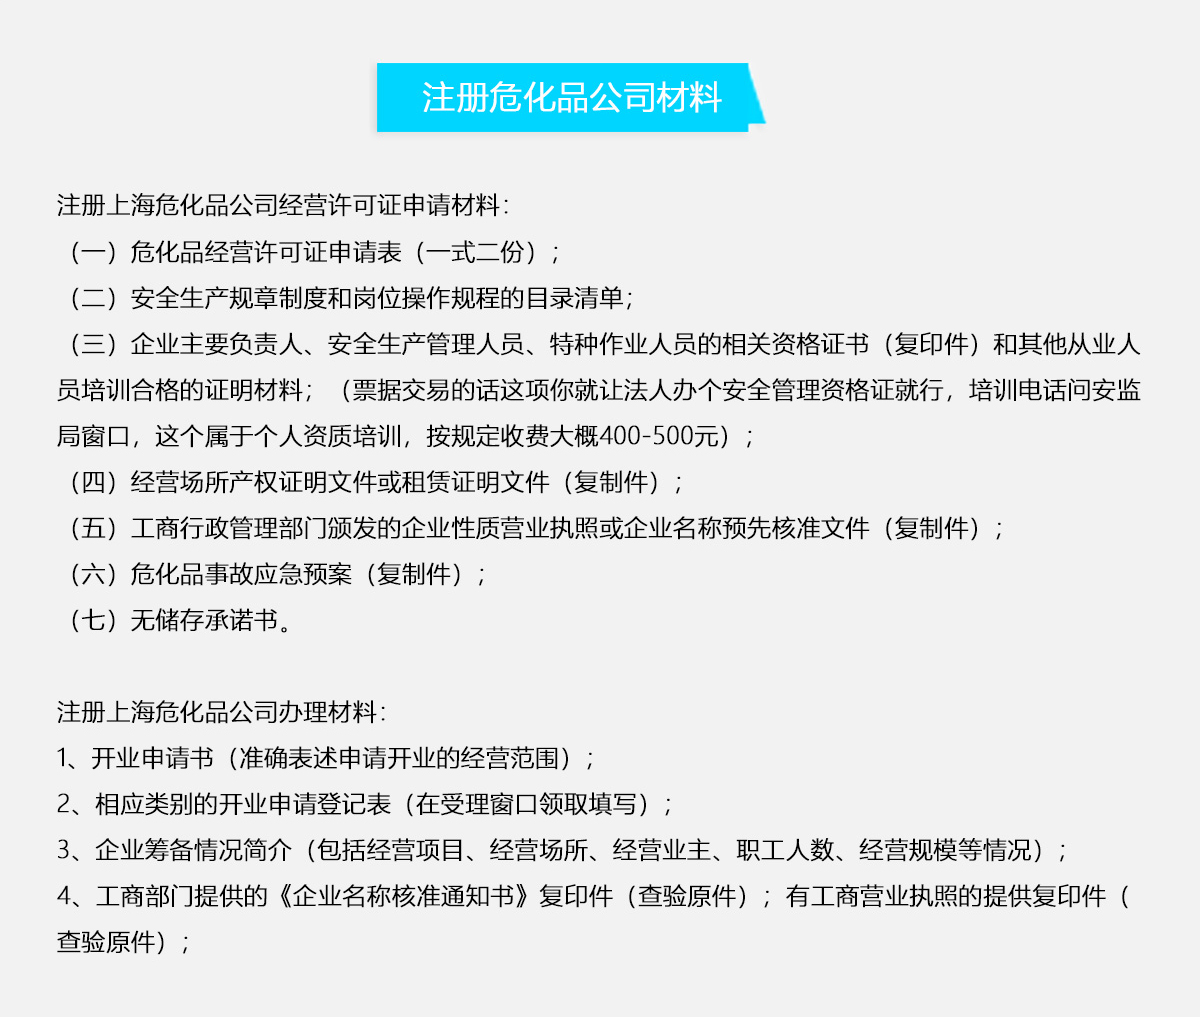 注册危化品公司材料
注册上海危化品公司经营许可证申请材料：
（一）危化品经营许可证申请表（一式二份）；
（二）安全生产规章制度和岗位操作规程的目录清单；
（三）企业主要负责人、安全生产管理人员、特种作业人员的相关资格证书（复印件）和其他从业人
员培训合格的证明材料；（票据交易的话这项你就让法人办个安全管理资格证就行，培训电话问安监
局窗口，这个属于个人资质培训，按规定收费大概400-500元）；
（四）经营场所产权证明文件或租赁证明文件（复制件）；
（五）工商行政管理部门颁发的企业性质营业执照或企业名称预先核准文件（复制件）；
（六）危化品事故应急预案（复制件）；
（七）无储存承诺书。
注册上海危化品公司办理材料：
1、开业申请书（准确表述申请开业的经营范围）；
2、相应类别的开业申请登记表（在受理窗口领取填写）；
3、企业筹备情况简介（包括经营项目、经营场所、经营业主、职工人数、经营规模等情况）；
4、工商部门提供的《企业名称核准通知书》复印件（查验原件）；有工商营业执照的提供复印件（
查验原件）；